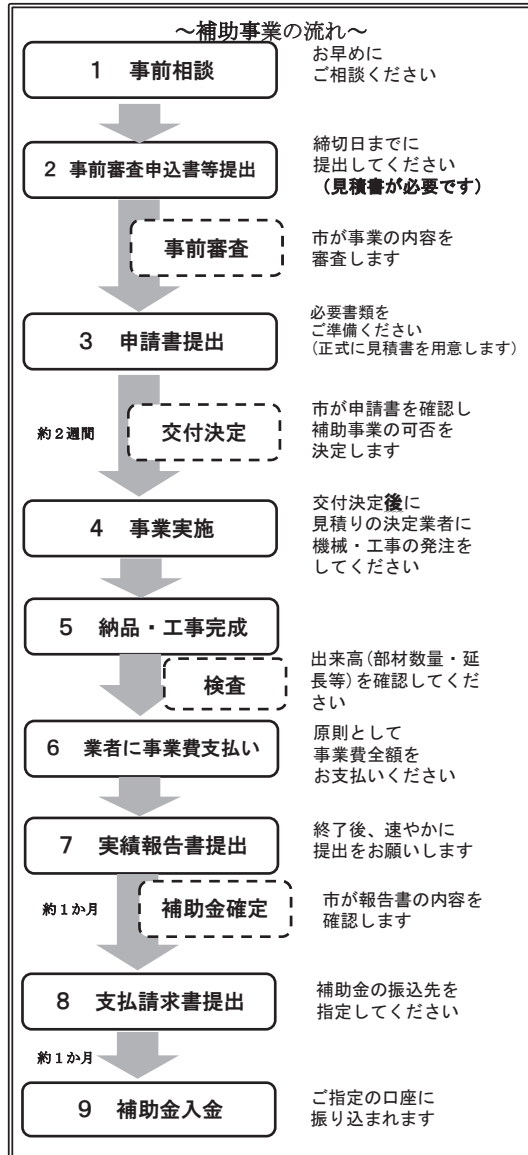 ～補助事業の流れ～
1 事前相談
お早めに
ご相談ください
2 事前審査申込書等提出
締切日までに
提出してください
（見積書が必要です）
事前審査
市が事業の内容を
審査します
3 申請書提出
必要書類を
ご準備ください
（正式に見積書を用意します）
約２週間
交付決定
市が申請書を確認し
補助事業の可否を
決定します
4 事業実施
交付決定後に
見積りの決定業者に
機械・工事の発注を
してください
5 納品・工事完成
検査
出来高（部材数量・延
長等）を確認してくだ
さい
6 業者に事業費支払い
原則として
事業費全額を
お支払いください
7 実績報告書提出
終了後、速やかに
提出をお願いします
約１か月
補助金確定
市が報告書の内容を
確認します
8 支払請求書提出
補助金の振込先を
指定してください
約１か月
9 補助金入金
ご指定の口座に
振り込まれます